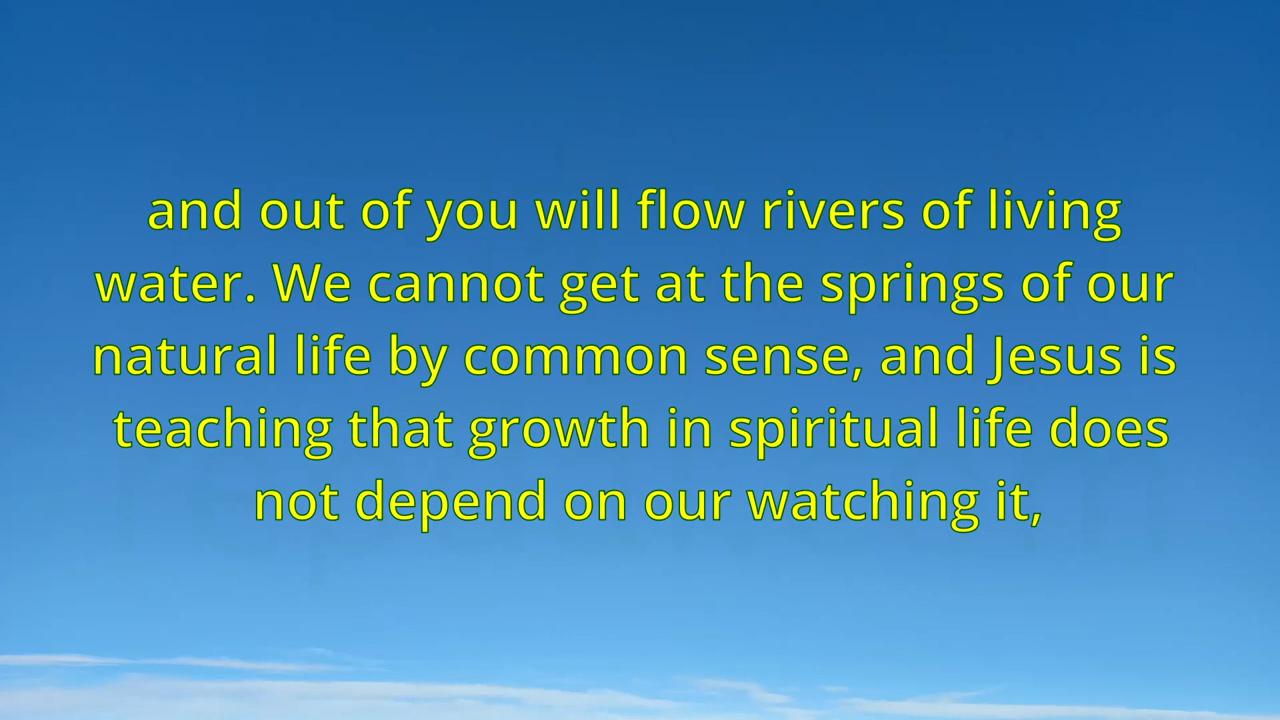 and out of you will flow rivers of living
water. We cannot get at the springs of our
natural life by common sense, and Jesus is
teaching that growth in spiritual life does
not depend on our watching it,